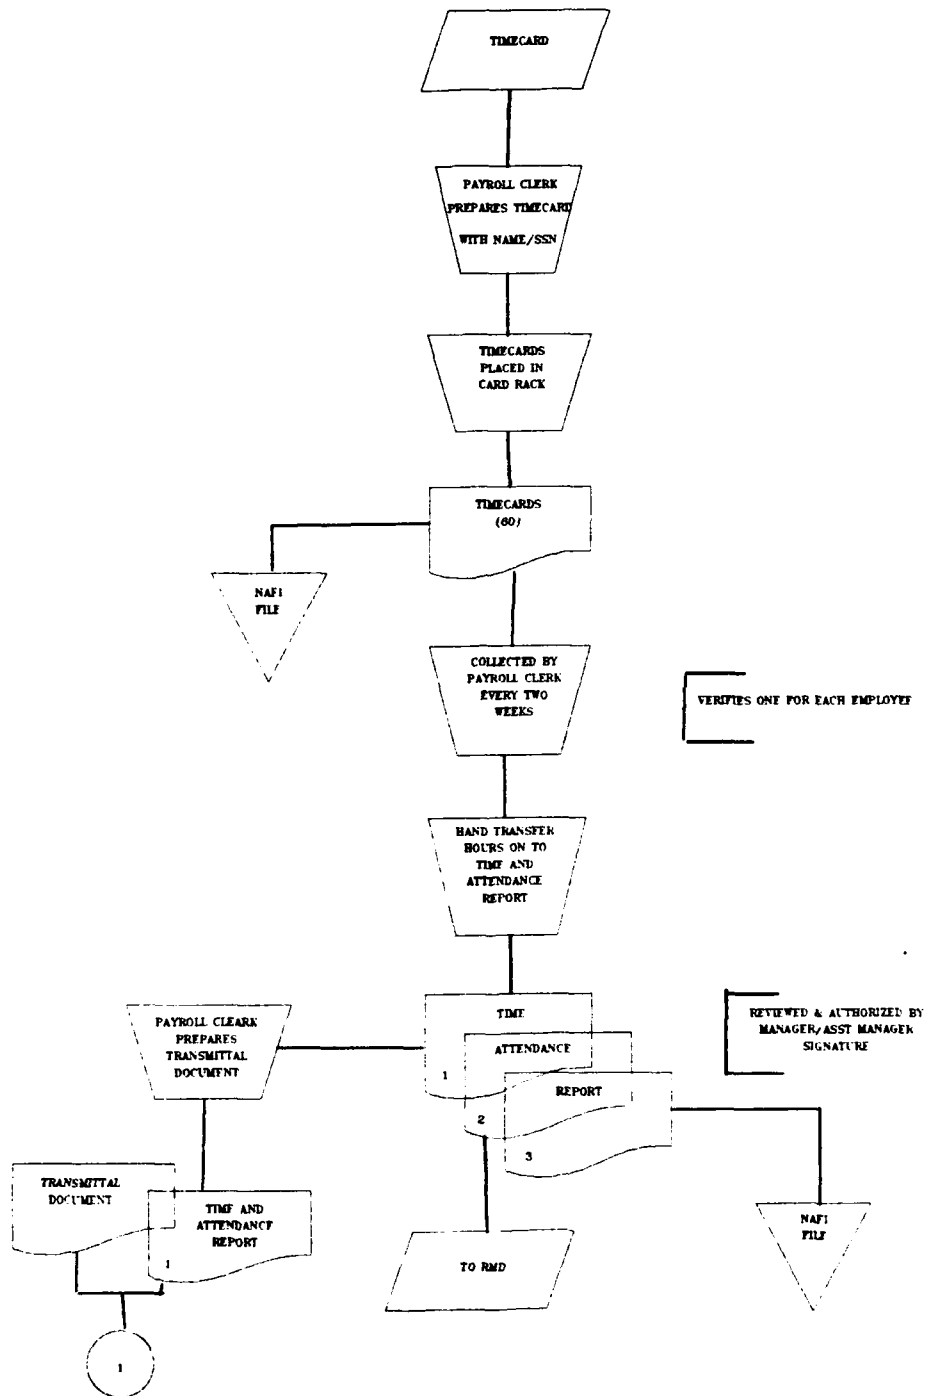 TIMECARD
PAYROLL CLERK
PREPARES TIMECARD
WITH NAME/SSN
TIMECARDS
PLACED IN
CARD RACK
TIMECARDS
(60)
NAFI
FILE
COLLECTED BY
PAYROLL CLERK
EVERY TWO
WEEKS
VERIFIES ONE FOR EACH EMPLOYEE
HAND TRANSFER
HOURS ON TO
TIME AND
ATTENDANCE
REPORT
PAYROLL CLEARK
PREPARES
TRANSMITTAL
DOCUMENT
TIME
1
ATTENDANCE
2
REPORT
3
REVIEWED & AUTHORIZED BY
MANAGER/ASST MANAGER
SIGNATURE
TRANSMITTAL
DOCUMENT
TIME AND
ATTENDANCE
REPORT
1
TO RMD
NAFI
FILE
1